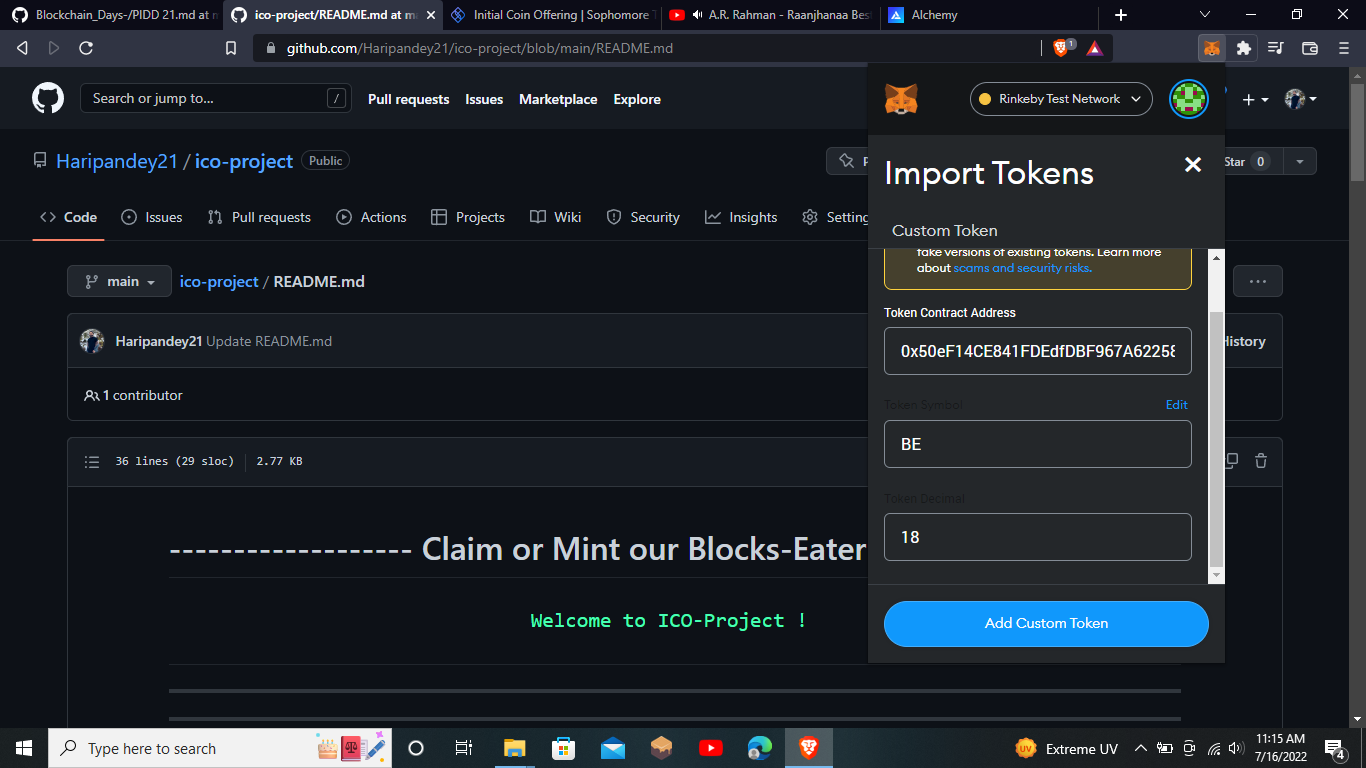 Blockchain_Days-/PIDD 21.md at m
ico-project/README.md at ma
Initial Coin Offering | Sophomore T
A.R. Rahman - Raanjhanaa Bes
Alchemy
github.com/Haripandey21/ico-project/blob/main/README.md
1
Search or jump to...
/
Pull requests
Issues
Marketplace
Explore
Rinkeby Test Network
Haripandey21 / ico-project
Public
Star 0
Import Tokens
Code
Issues
Pull requests
Actions
Projects
Wiki
Security
Insights
Setting
Custom Token
fake versions of existing tokens. Learn more
about scams and security risks.
main
ico-project / README.md
Token Contract Address
Haripandey21 Update README.md
History
0x50eF14CE841FDEdfDBF967A62258
1 contributor
Token Symbol
Edit
BE
36 lines (29 sloc)
2.77 KB
Token Decimal
18
------------------- Claim or Mint our Blocks-Eater
Welcome to ICO-Project !
Add Custom Token
Type here to search
UV
Extreme UV
11:15 AM
7/16/2022
4